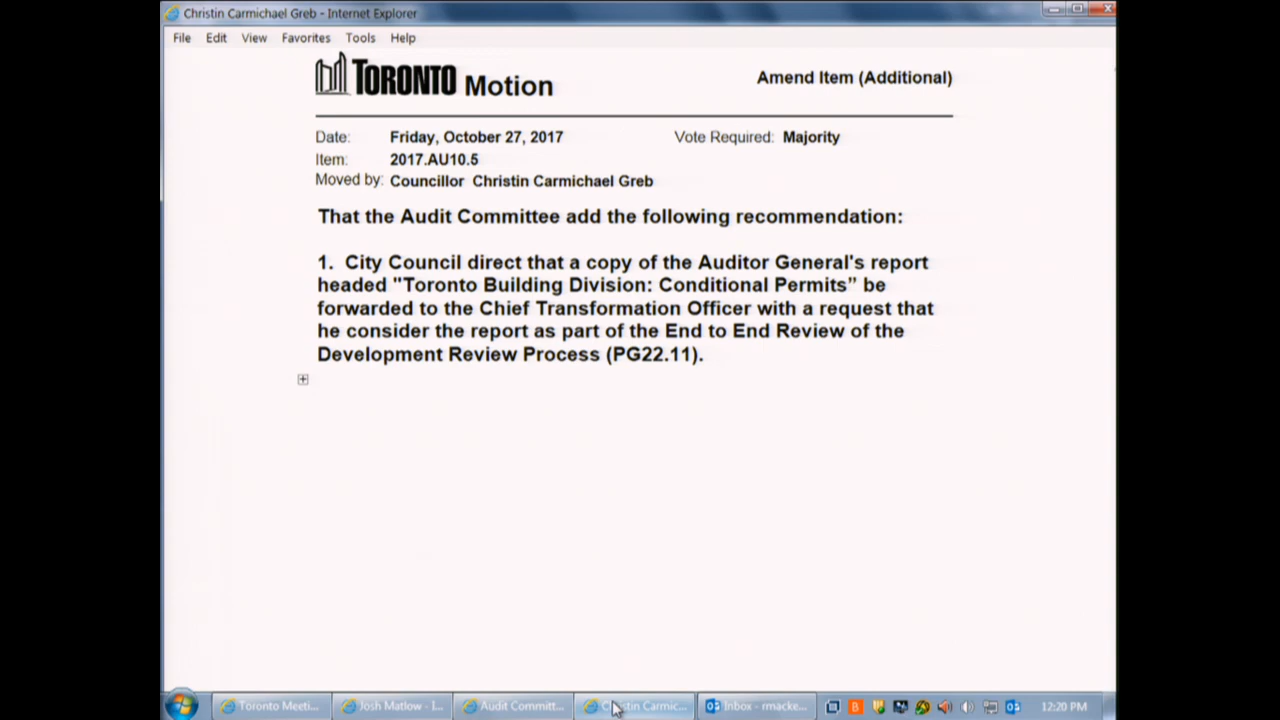 Christin Carmichael Greb - Internet Explorer
File Edit View Favorites Tools Help
TORONTO Motion
Amend Item (Additional)
Date: Friday, October 27, 2017 Vote Required: Majority
Item: 2017.AU10.5
Moved by: Councillor Christin Carmichael Greb
That the Audit Committee add the following recommendation:
1. City Council direct that a copy of the Auditor General's report
headed "Toronto Building Division: Conditional Permits” be
forwarded to the Chief Transformation Officer with a request that
he consider the report as part of the End to End Review of the
Development Review Process (PG22.11).
Toronto Meeti... Josh Matlow - I... Audit Committ... Christin Carmic... Inbox - rmacke... 12:20 PM